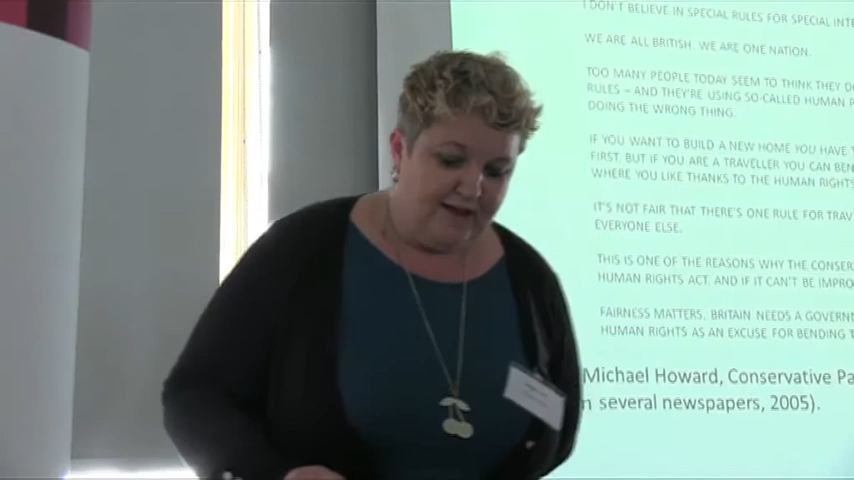 I DON'T BELIEVE IN SPECIAL RULES FOR SPECIAL INTE
WE ARE ALL BRITISH. WE ARE ONE NATION.
TOO MANY PEOPLE TODAY SEEM TO THINK THEY DO
RULES – AND THEY'RE USING SO-CALLED HUMAN R
DOING THE WRONG THING.
IF YOU WANT TO BUILD A NEW HOME YOU HAVE T
FIRST. BUT IF YOU ARE A TRAVELLER YOU CAN BEN
WHERE YOU LIKE THANKS TO THE HUMAN RIGHTS
IT'S NOT FAIR THAT THERE'S ONE RULE FOR TRAV
EVERYONE ELSE.
THIS IS ONE OF THE REASONS WHY THE CONSER
HUMAN RIGHTS ACT. AND IF IT CAN'T BE IMPRO
FAIRNESS MATTERS. BRITAIN NEEDS A GOVERN
HUMAN RIGHTS AS AN EXCUSE FOR BENDING T
Michael Howard, Conservative Pa
n several newspapers, 2005).